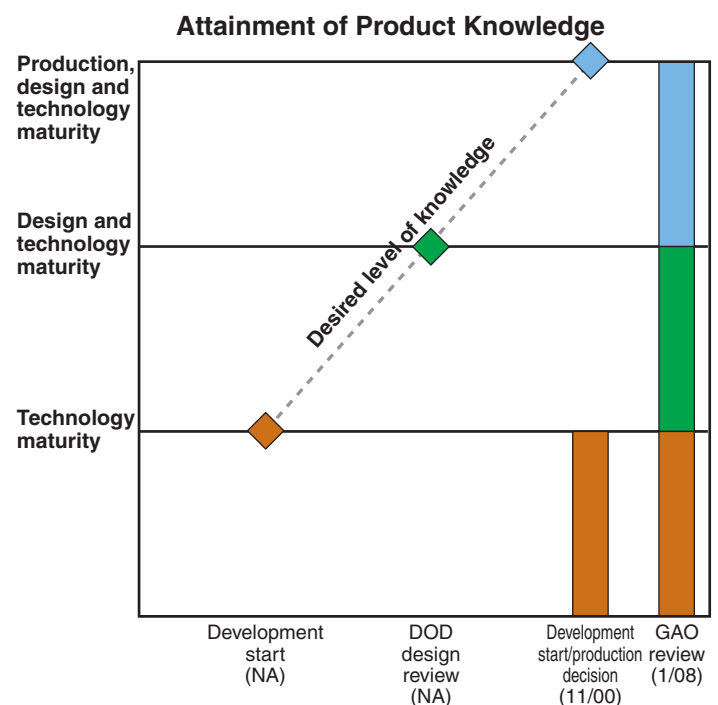 Attainment of Product Knowledge
Production,
design and
technology
maturity
Design and
technology
maturity
Technology
maturity
Desired level of knowledge
Development
start
(NA)
DOD
design
review
(NA)
Development
start/production
decision
(11/00)
GAO
review
(1/08)